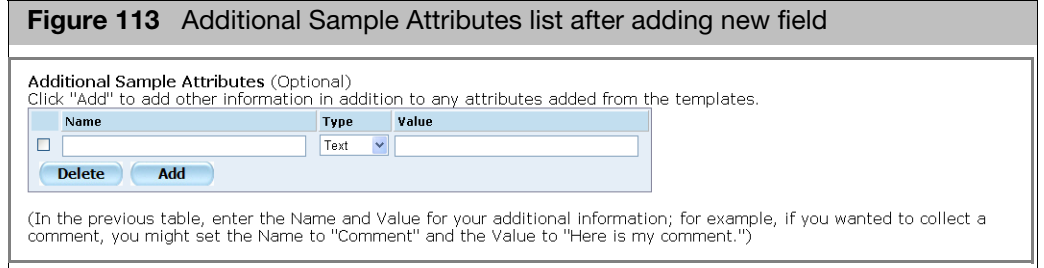 Figure 113 Additional Sample Attributes list after adding new field
Additional Sample Attributes (Optional)
Click "Add" to add other information in addition to any attributes added from the templates.
Name Type Value
Text
Delete Add
(In the previous table, enter the Name and Value for your additional information; for example, if you wanted to collect a
comment, you might set the Name to "Comment" and the Value to "Here is my comment.")